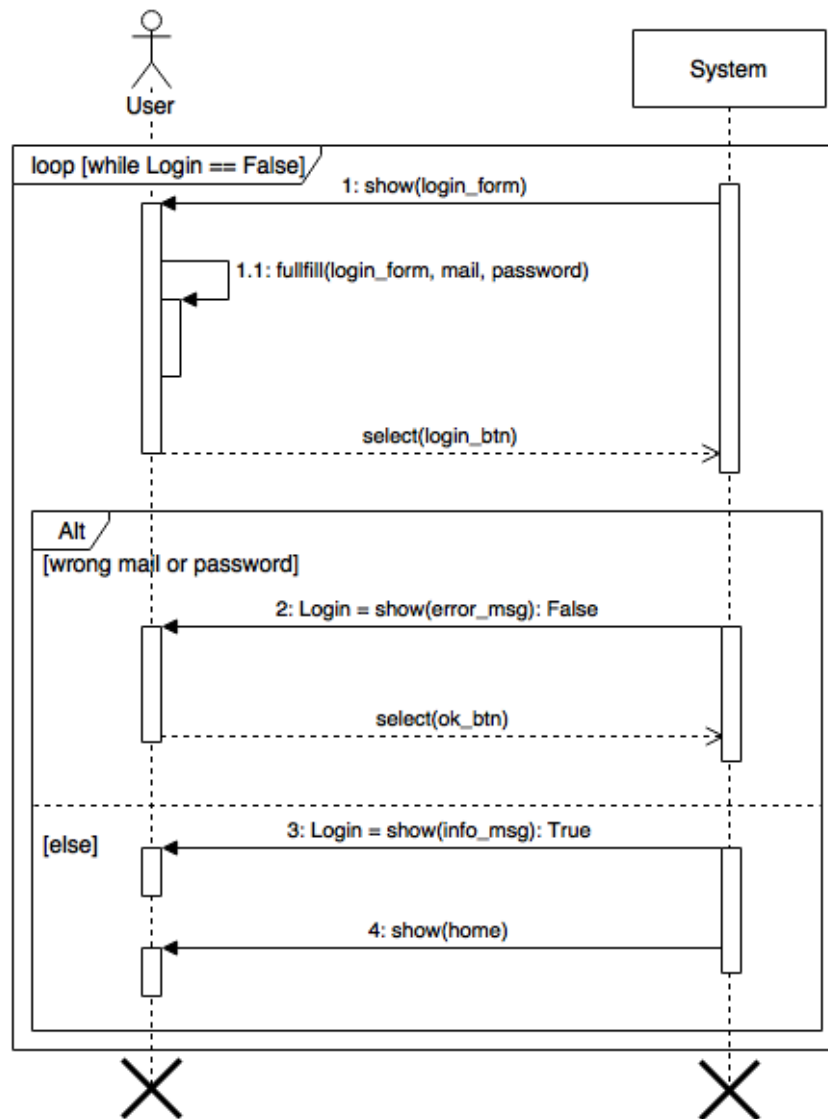 User
System
loop [while Login == False]
1: show(login_form)
1.1: fullfill(login_form, mail, password)
select(login_btn)
Alt
[wrong mail or password]
2: Login = show(error_msg): False
select(ok_btn)
3: Login = show(info_msg): True
[else]
4: show(home)